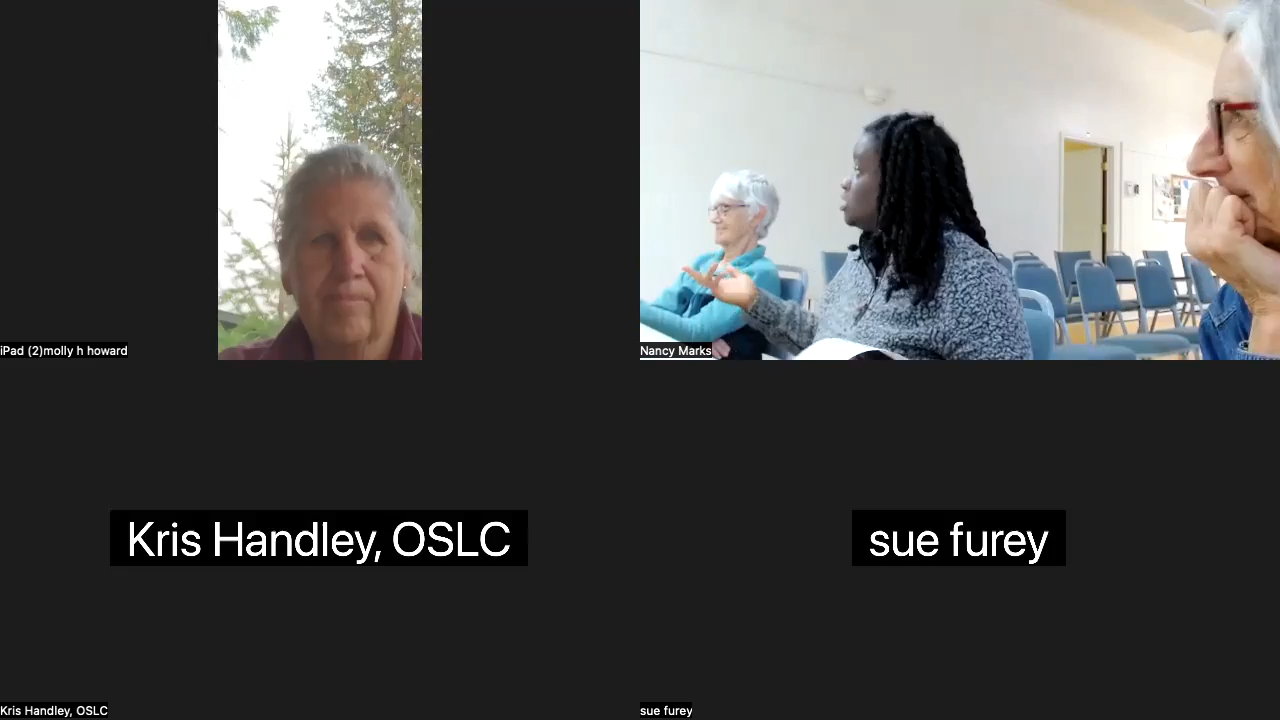 iPad (2)molly h howard
Nancy Marks
Kris Handley, OSLC
sue furey
Kris Handley, OSLC
sue furey